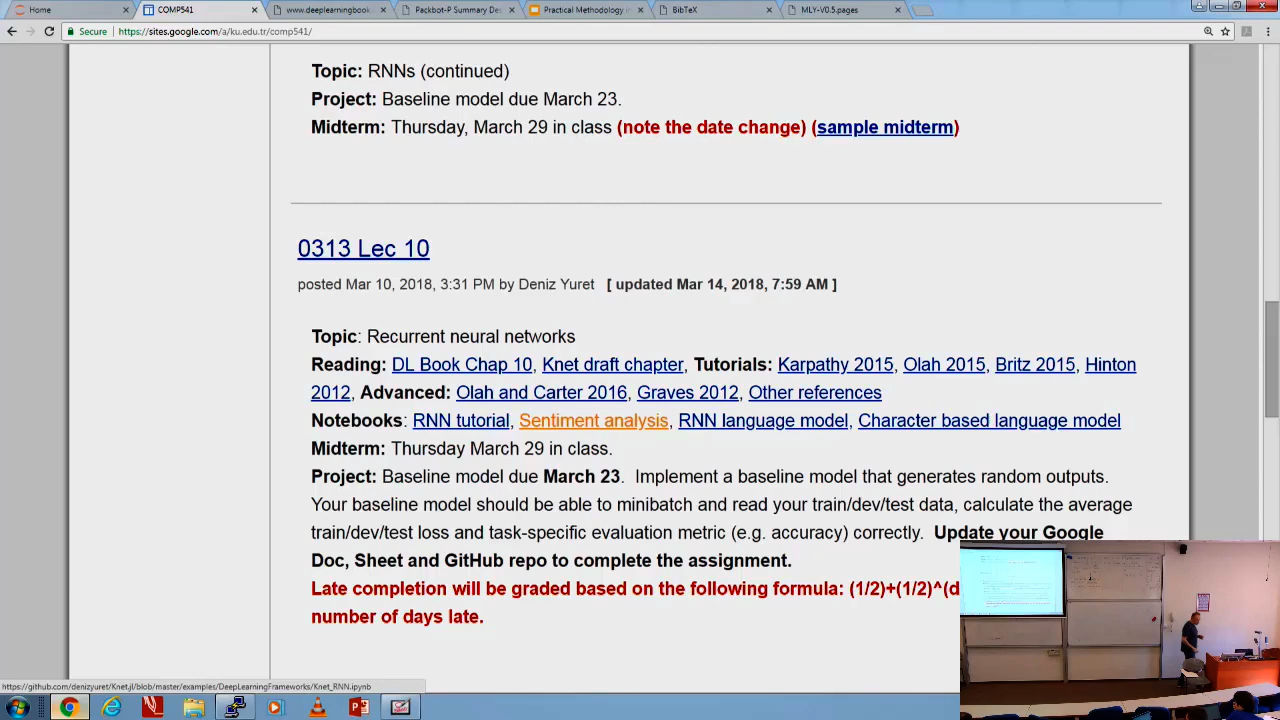 Home
COMP541
www.deeplearningbook.
Packbot-P Summary Des
Practical Methodology in
BibTeX
MLY-V0.5.pages
Secure
https://sites.google.com/a/ku.edu.tr/comp541/
Topic: RNNs (continued)
Project: Baseline model due March 23.
Midterm: Thursday, March 29 in class (note the date change) (sample midterm)
0313 Lec 10
posted Mar 10, 2018, 3:31 PM by Deniz Yuret [ updated Mar 14, 2018, 7:59 AM ]
Topic: Recurrent neural networks
Reading: DL Book Chap 10, Knet draft chapter, Tutorials: Karpathy 2015, Olah 2015, Britz 2015, Hinton
2012, Advanced: Olah and Carter 2016, Graves 2012, Other references
Notebooks: RNN tutorial, Sentiment analysis, RNN language model, Character based language model
Midterm: Thursday March 29 in class.
Project: Baseline model due March 23. Implement a baseline model that generates random outputs.
Your baseline model should be able to minibatch and read your train/dev/test data, calculate the average
train/dev/test loss and task-specific evaluation metric (e.g. accuracy) correctly. Update your Google
Doc, Sheet and GitHub repo to complete the assignment.
Late completion will be graded based on the following formula: (1/2)+(1/2)^(d
number of days late.
https://github.com/denizyuret/Knet.jl/blob/master/examples/DeepLearningFrameworks/Knet_RNN.ipynb